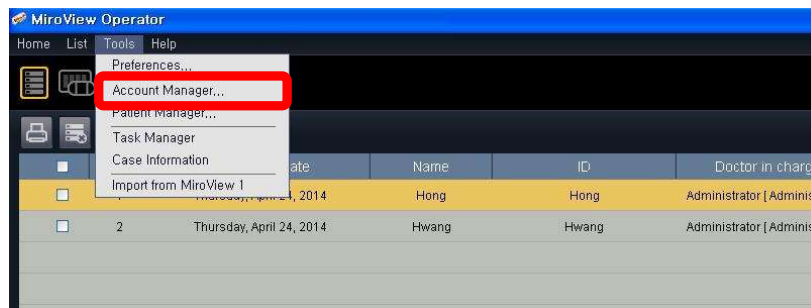 MiroView Operator
Home List Tools Help
Preferences...
Account Manager...
Patient Manager...
Task Manager
Case Information
Import from MiroView 1
ate Name ID Doctor in charg
2014 Hong Hong Administrator [ Adminis
2 Thursday, April 24, 2014 Hwang Hwang Administrator [ Adminis